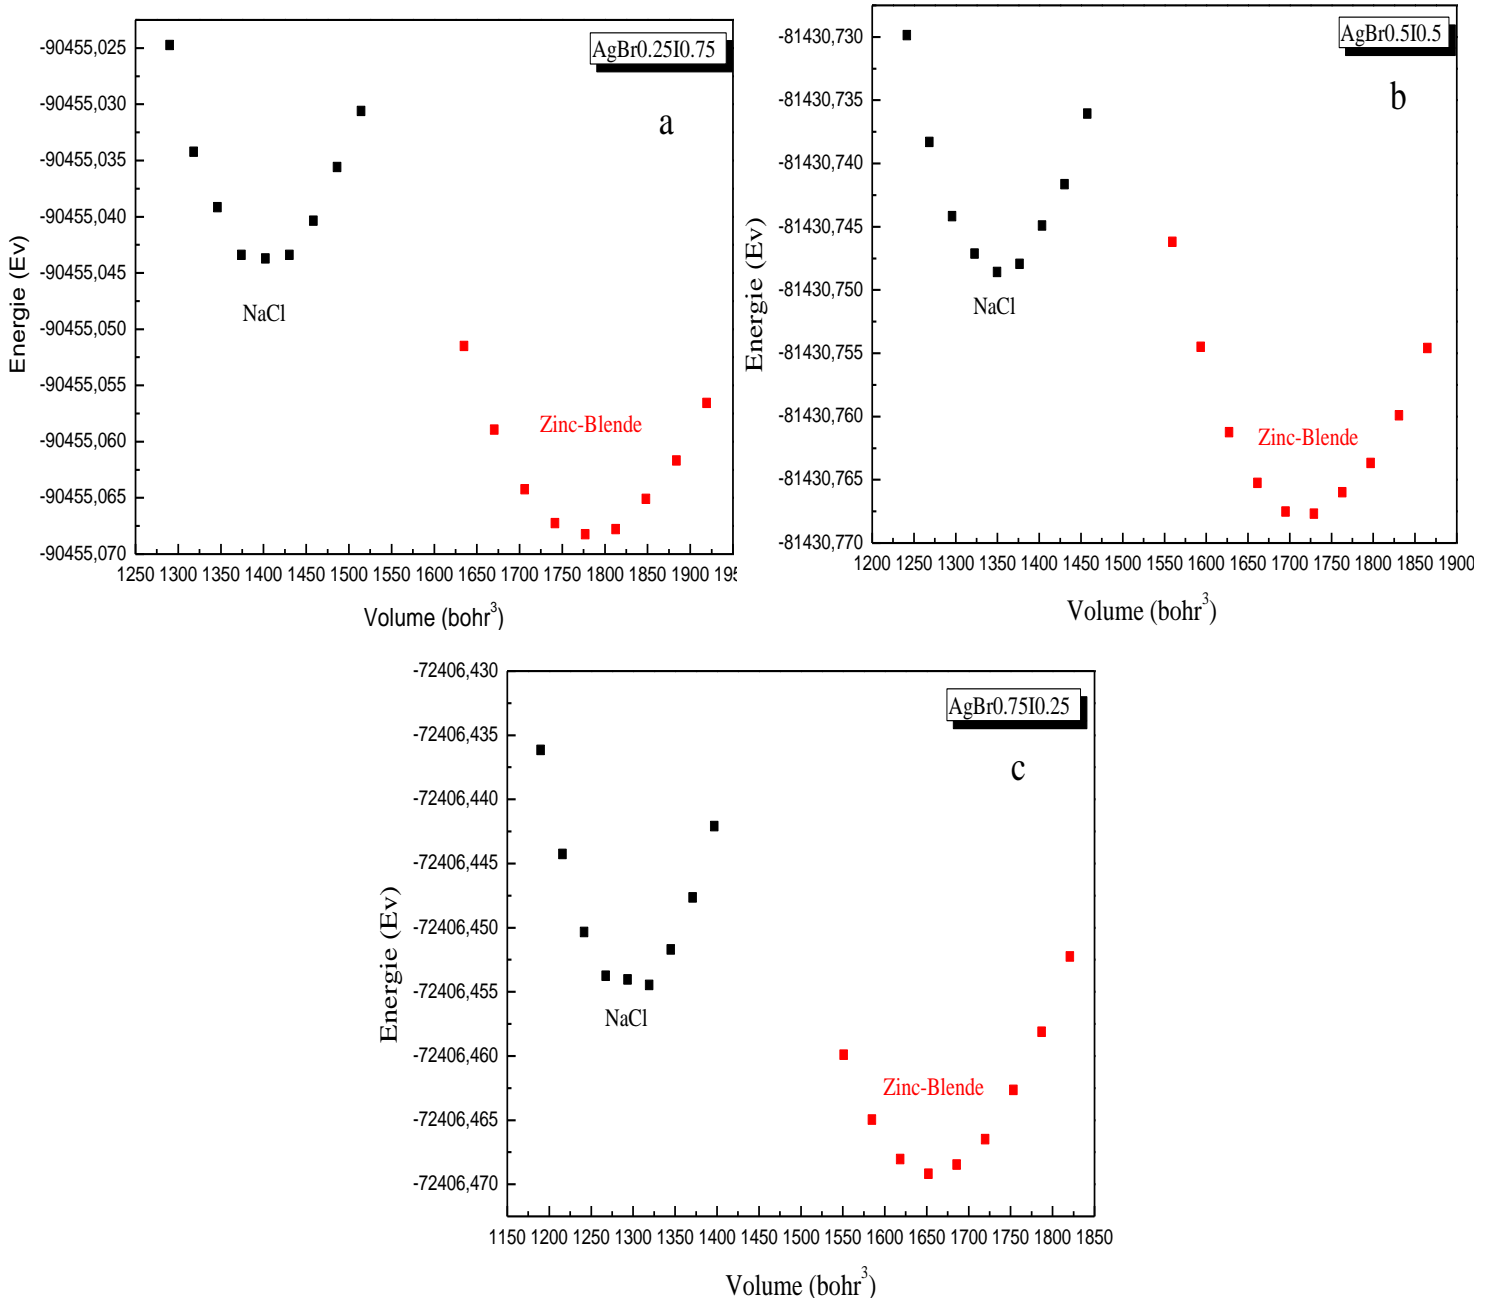 AgBr0.25I0.75
a
-90455,025
-90455,030
-90455,035
-90455,040
-90455,045
-90455,050
-90455,055
-90455,060
-90455,065
-90455,070
Energie (Ev)
NaCl
Zinc-Blende
1250 1300 1350 1400 1450 1500 1550 1600 1650 1700 1750 1800 1850 1900 195
Volume (bohr3)
AgBr0.5I0.5
b
-81430,730
-81430,735
-81430,740
-81430,745
-81430,750
-81430,755
-81430,760
-81430,765
-81430,770
Energie (Ev)
NaCl
Zinc-Blende
1200 1250 1300 1350 1400 1450 1500 1550 1600 1650 1700 1750 1800 1850 1900
Volume (bohr3)
AgBr0.75I0.25
c
-72406,430
-72406,435
-72406,440
-72406,445
-72406,450
-72406,455
-72406,460
-72406,465
-72406,470
Energie (Ev)
NaCl
Zinc-Blende
1150 1200 1250 1300 1350 1400 1450 1500 1550 1600 1650 1700 1750 1800 1850
Volume (bohr3)